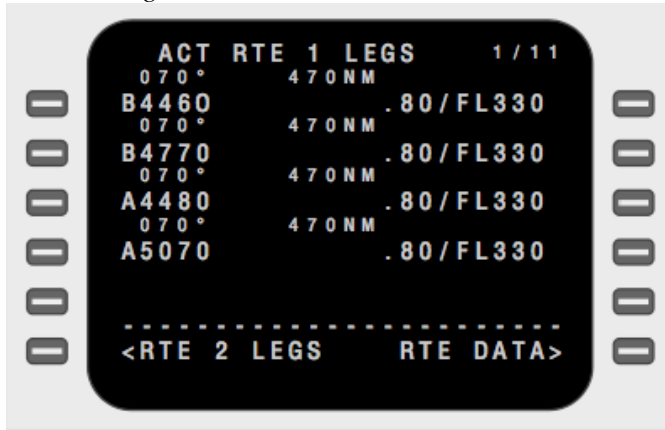 ACT RTE 1 LEGS 1/11
070° 470NM
B4460 .80/FL330
070° 470NM
B4770 .80/FL330
070° 470NM
A4480 .80/FL330
070° 470NM
A5070 .80/FL330
--------------------------
<RTE 2 LEGS RTE DATA>